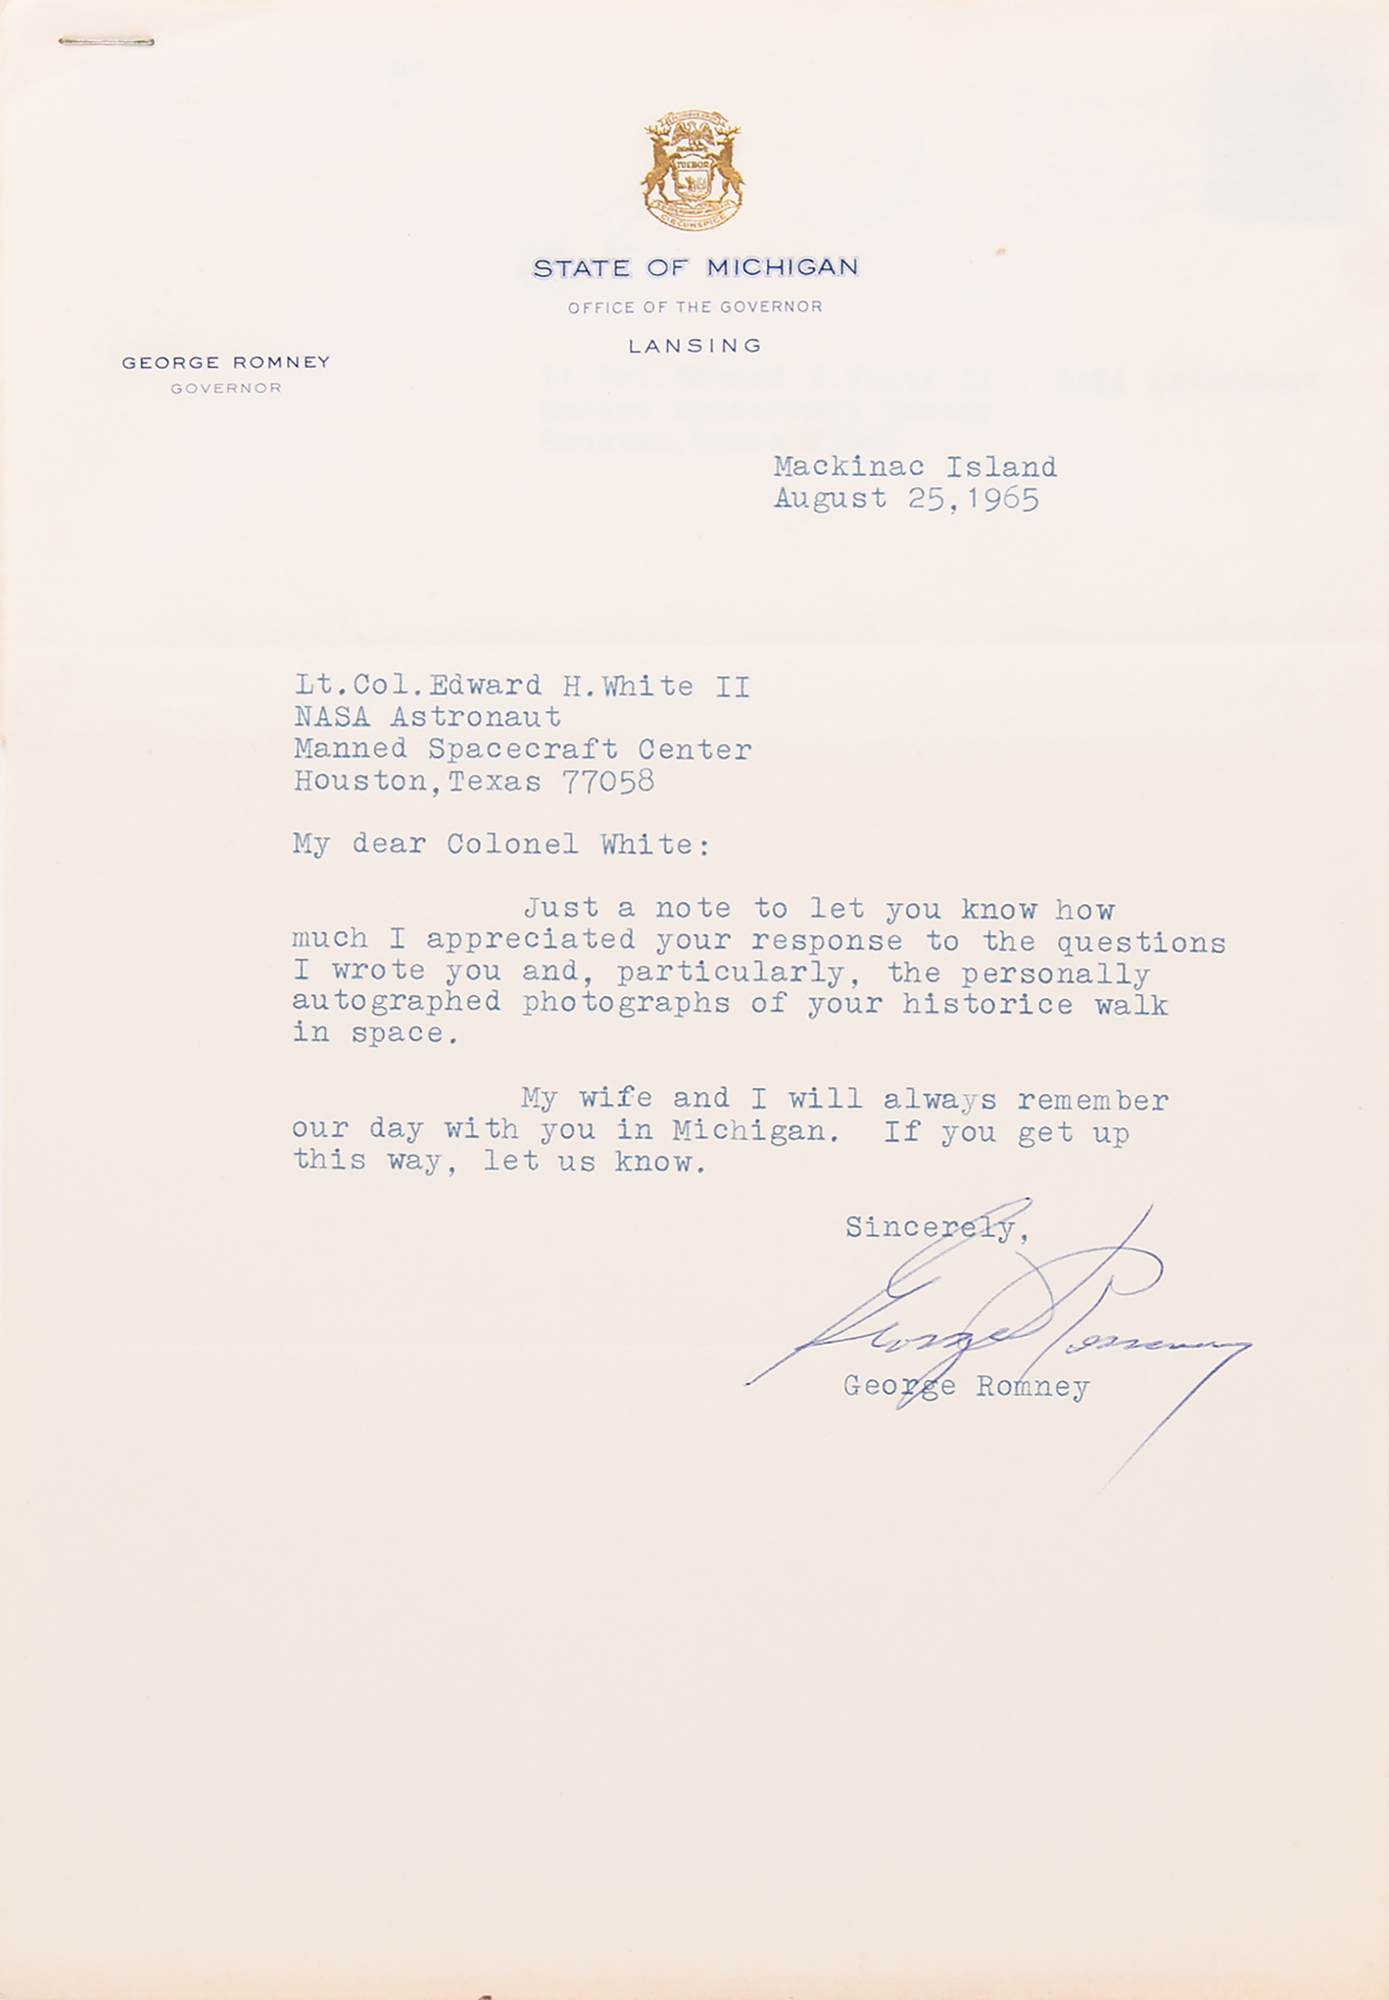 TUEBOR
CIRCUMSPICE
STATE OF MICHIGAN
OFFICE OF THE GOVERNOR
LANSING
GEORGE ROMNEY
GOVERNOR
Mackinac Island
August 25,1965
Lt.Col.Edward H.White II
NASA Astronaut
Manned Spacecraft Center
Houston,Texas 77058
My dear Colonel White:
Just a note to let you know how
much I appreciated your response to the questions
I wrote you and, particularly, the personally
autographed photographs of your historice walk
in space.
My wife and I will always remember
our day with you in Michigan. If you get up
this way, let us know.
Sincerely,
George Romney
George Romney